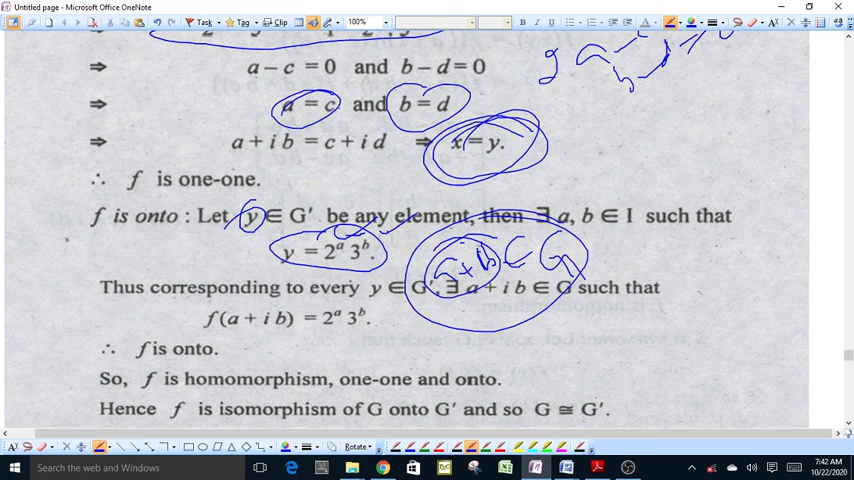 Untitled page - Microsoft OneNote
Task Tag Clip 100%
⇒ a – c = 0 and b – d = 0
⇒ a = c and b = d
⇒ a + i b = c + i d ⇒ x = y.
∴ f is one-one.
f is onto : Let y ∈ G′ be any element, then ∃ a, b ∈ I such that
y = 2ᵃ 3ᵇ.
Thus corresponding to every y ∈ G′, ∃ a + i b ∈ G such that
f (a + i b) = 2ᵃ 3ᵇ.
∴ f is onto.
So, f is homomorphism, one-one and onto.
Hence f is isomorphism of G onto G′ and so G ≅ G′.
Rotate
Search the web and Windows
7:42 AM
10/22/2020